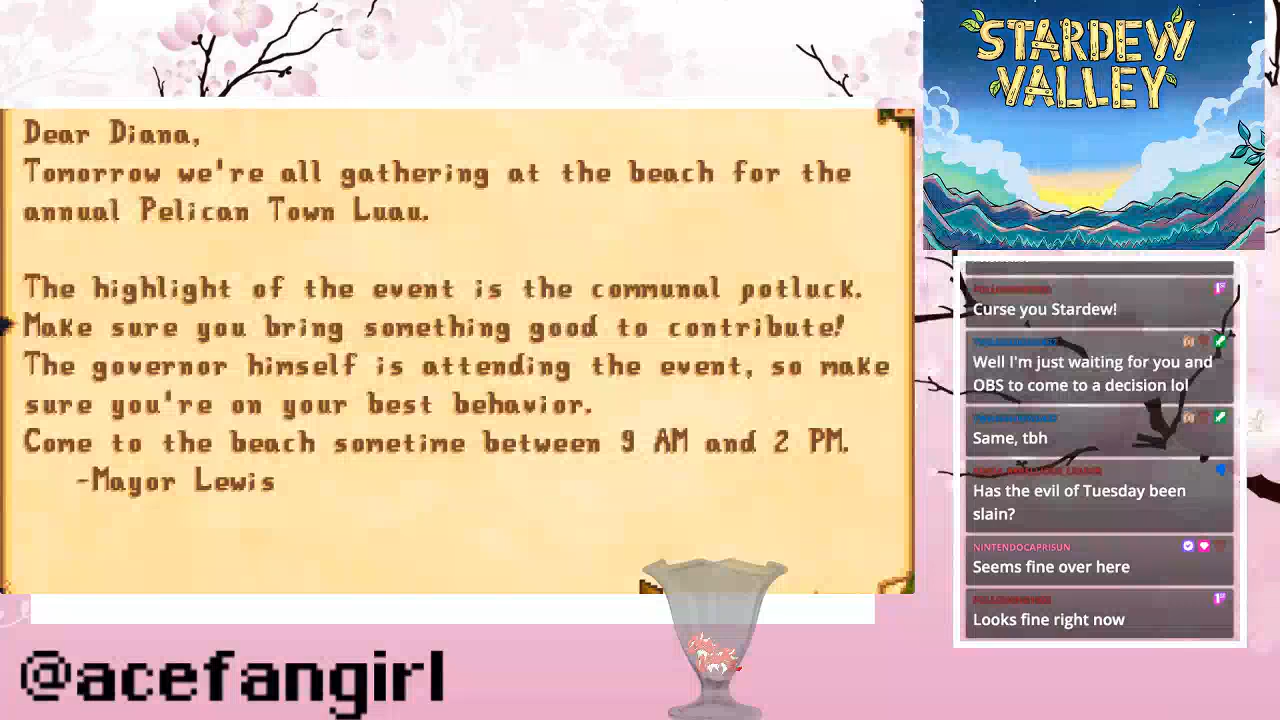 Dear Diana,
Tomorrow we're all gathering at the beach for the
annual Pelican Town Luau.
The highlight of the event is the communal potluck.
Make sure you bring something good to contribute!
The governor himself is attending the event, so make
sure you're on your best behavior.
Come to the beach sometime between 9 AM and 2 PM.
-Mayor Lewis
@acefangirl
STARDEW
VALLEY
Curse you Stardew!
Well I'm just waiting for you and
OBS to come to a decision lol
Same, tbh
Has the evil of Tuesday been
slain?
NINTENDOCAPRISUN
Seems fine over here
Looks fine right now